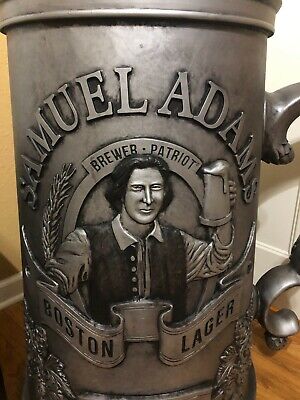 SAMUEL ADAMS
BREWER · PATRIOT
BOSTON LAGER